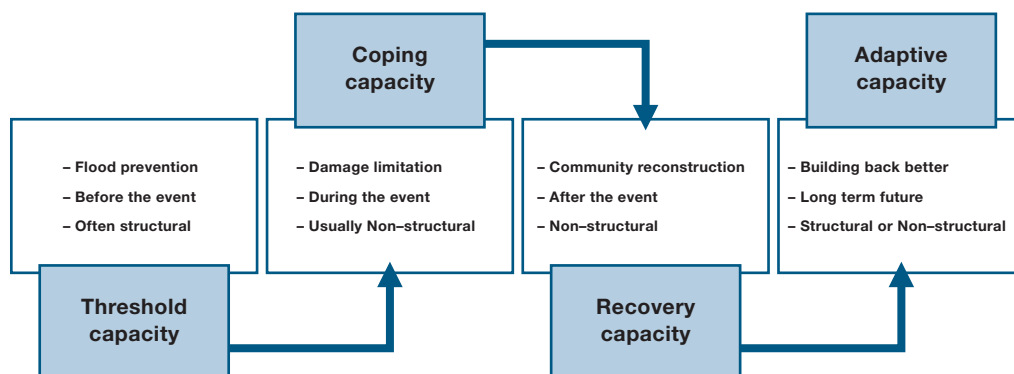 Coping
capacity
Adaptive
capacity
– Flood prevention
– Before the event
– Often structural
– Damage limitation
– During the event
– Usually Non–structural
– Community reconstruction
– After the event
– Non–structural
– Building back better
– Long term future
– Structural or Non–structural
Threshold
capacity
Recovery
capacity